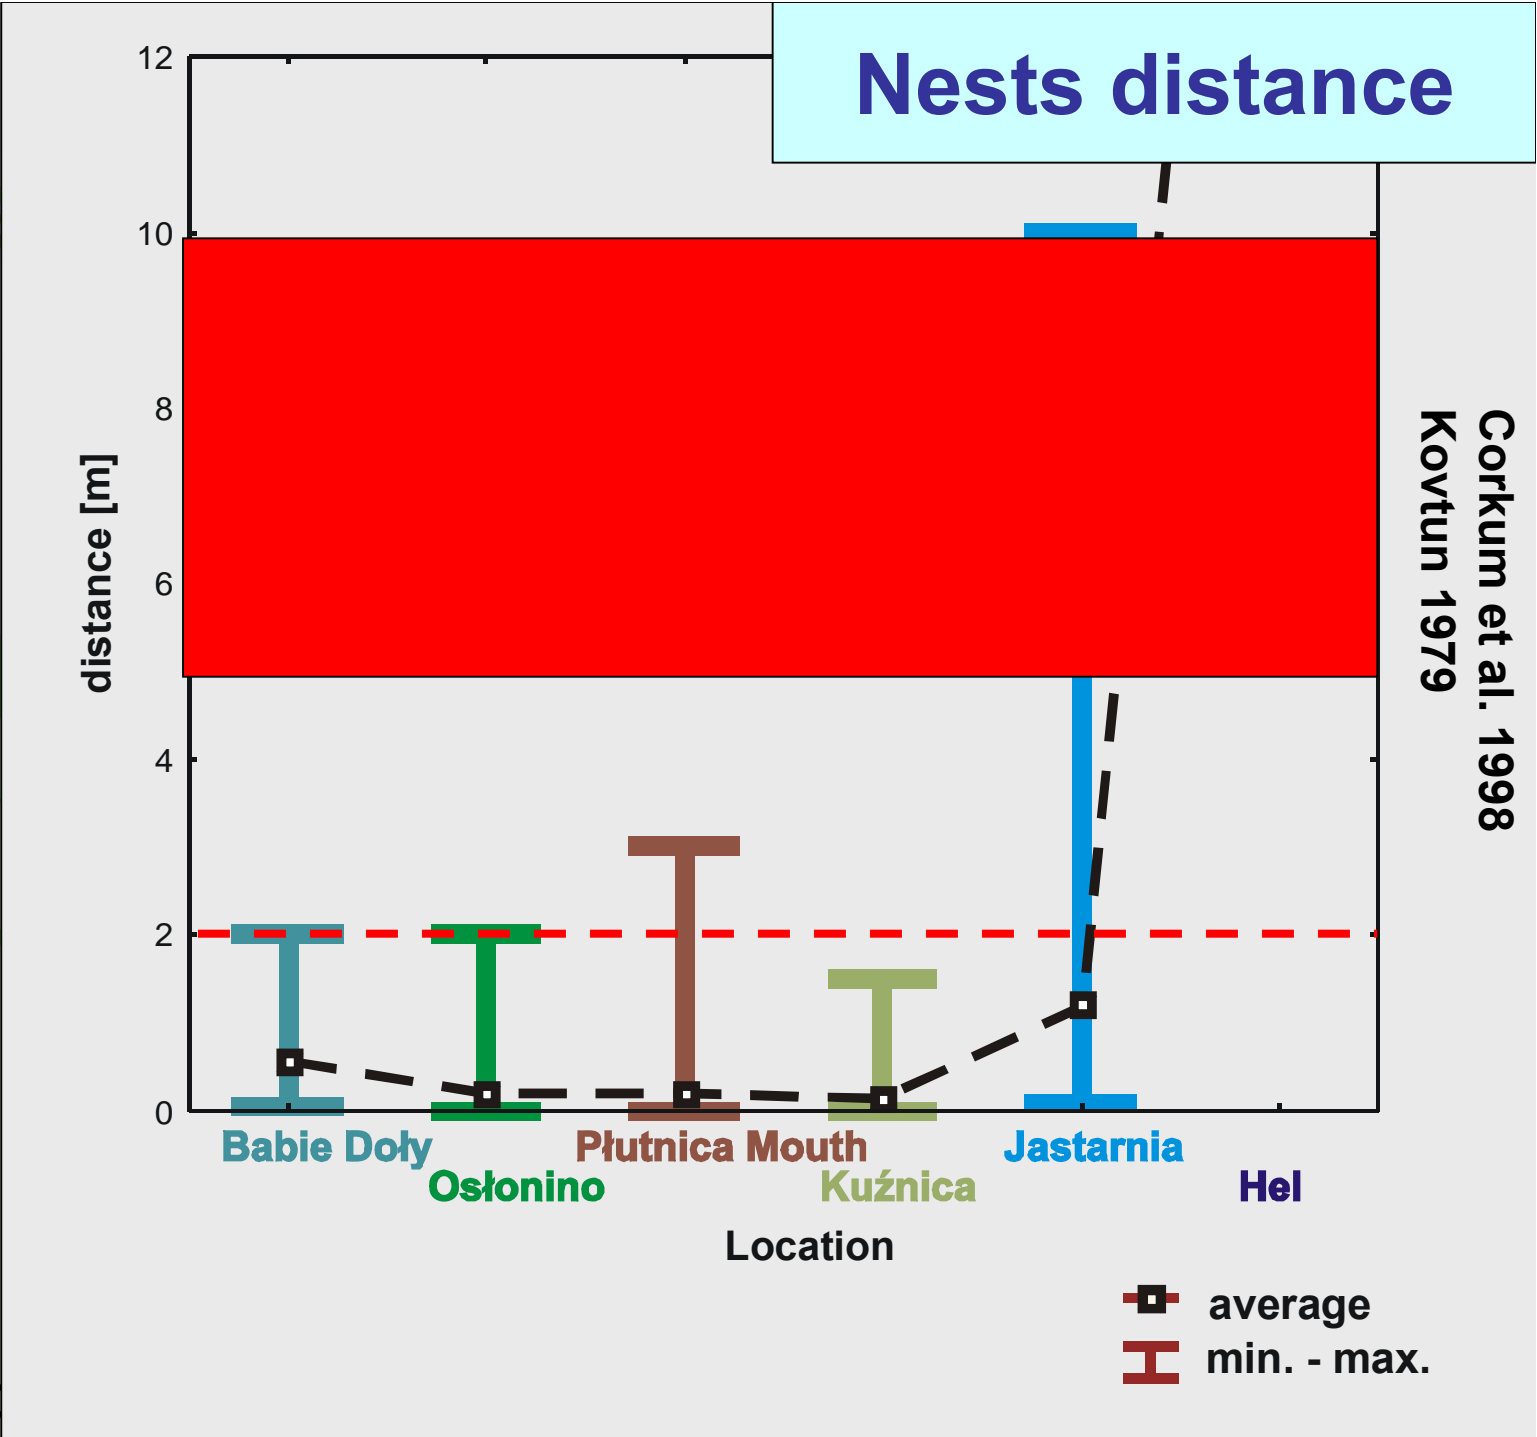 Nests distance
12
10
8
6
4
2
0
distance [m]
Corkum et al. 1998
Kovtun 1979
Babie Doły
Osłonino
Płutnica Mouth
Kuźnica
Jastarnia
Hel
Location
average
min. - max.